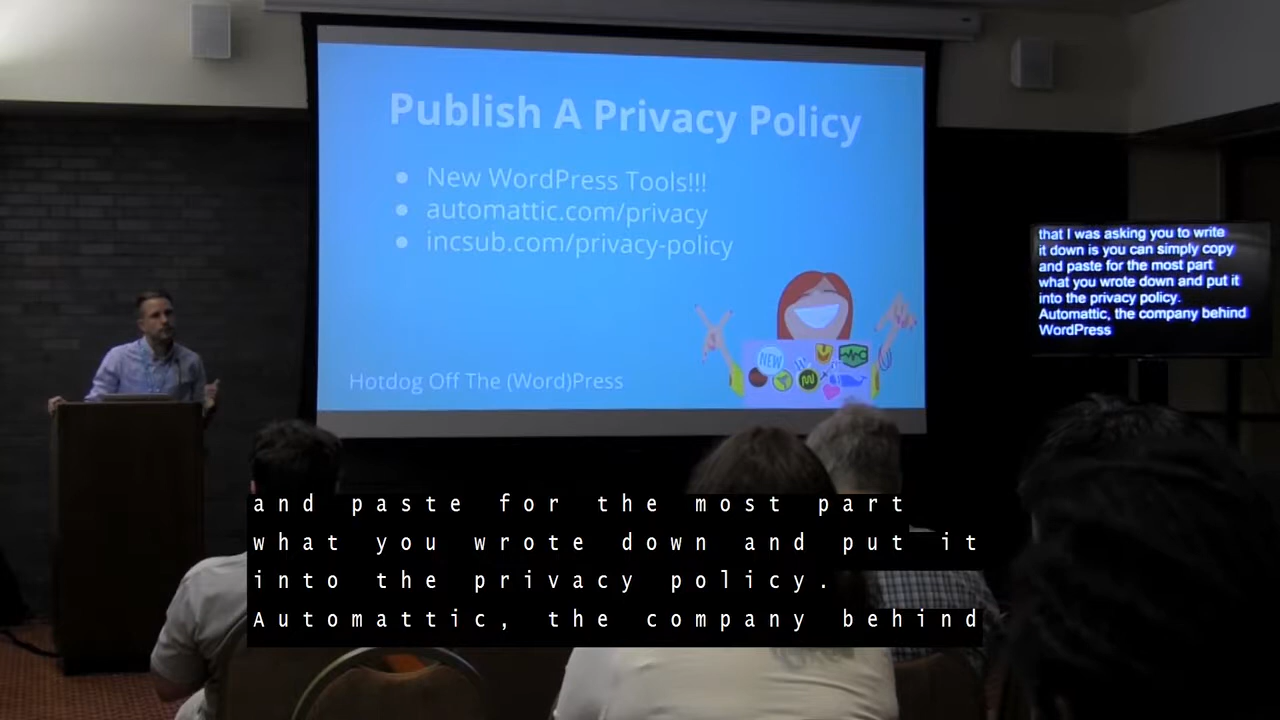 Publish A Privacy Policy
New WordPress Tools!!!
automattic.com/privacy
incsub.com/privacy-policy
NEW
Hotdog Off The (Word)Press
that I was asking you to write
it down is you can simply copy
and paste for the most part
what you wrote down and put it
into the privacy policy.
Automattic, the company behind
WordPress
and paste for the most part
what you wrote down and put it
into the privacy policy.
Automattic, the company behind